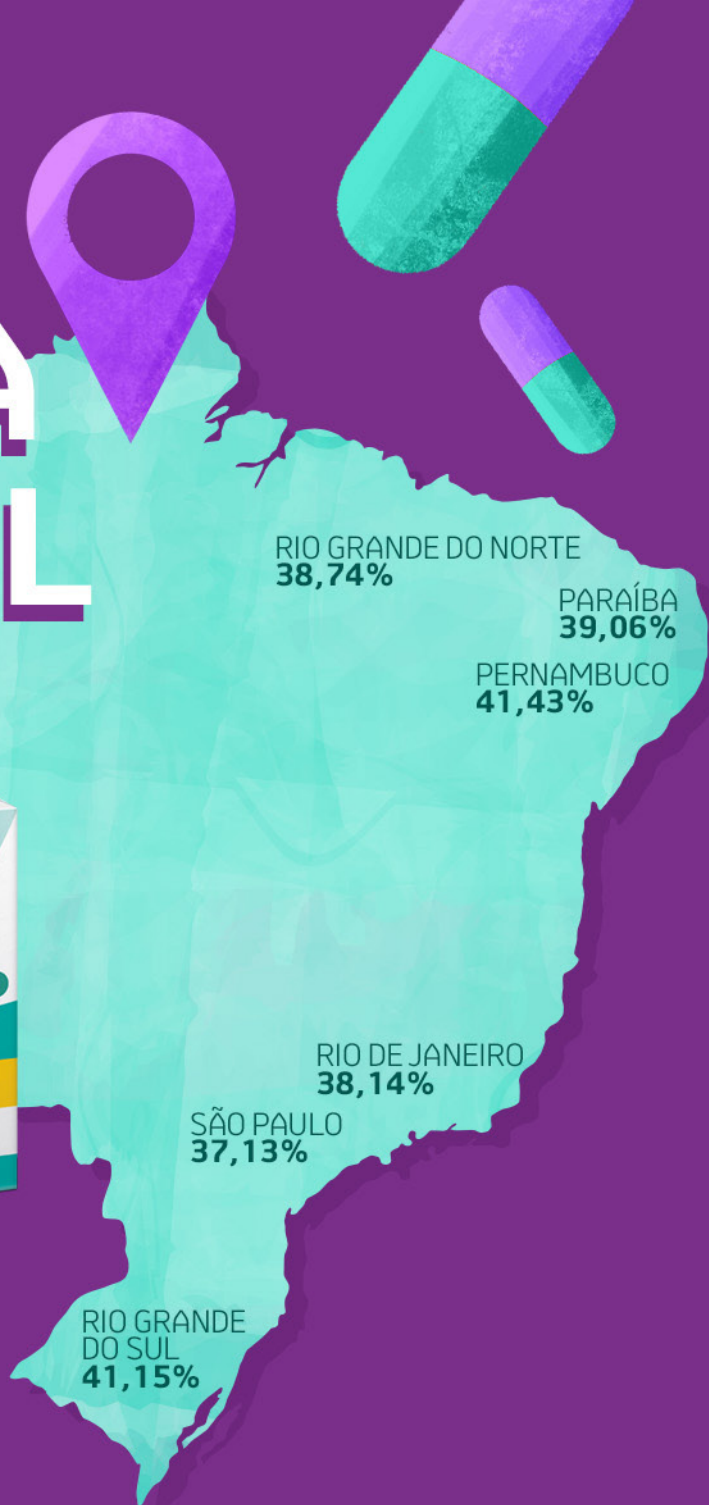 A
L
RIO GRANDE DO NORTE
38,74%
PARAÍBA
39,06%
PERNAMBUCO
41,43%
RIO DE JANEIRO
38,14%
SÃO PAULO
37,13%
RIO GRANDE
DO SUL
41,15%